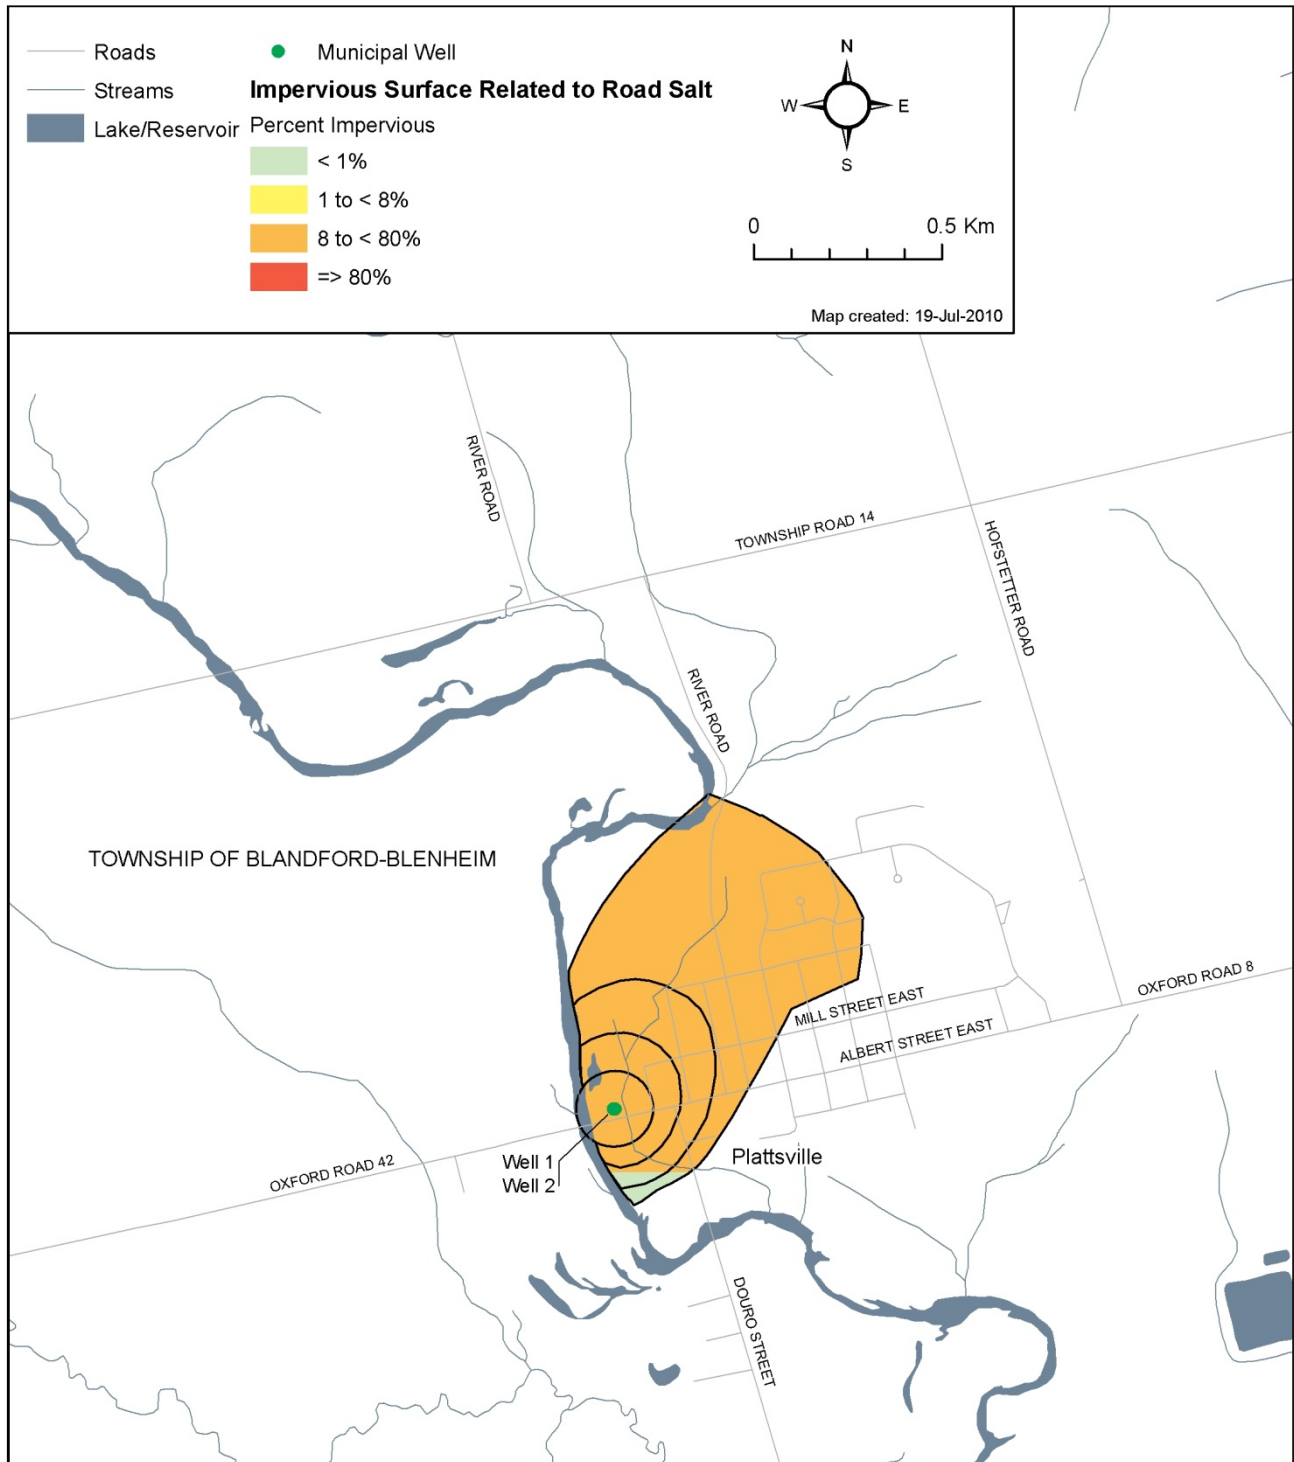 Roads
Streams
Lake/Reservoir
Municipal Well
Impervious Surface Related to Road Salt
Percent Impervious
< 1%
1 to < 8%
8 to < 80%
=> 80%
N
W E
S
0 0.5 Km
Map created: 19-Jul-2010
RIVER ROAD
TOWNSHIP ROAD 14
HOFSTETTER ROAD
RIVER ROAD
TOWNSHIP OF BLANDFORD-BLENHEIM
OXFORD ROAD 8
MILL STREET EAST
ALBERT STREET EAST
OXFORD ROAD 42
Well 1
Well 2
Plattsville
DOURO STREET